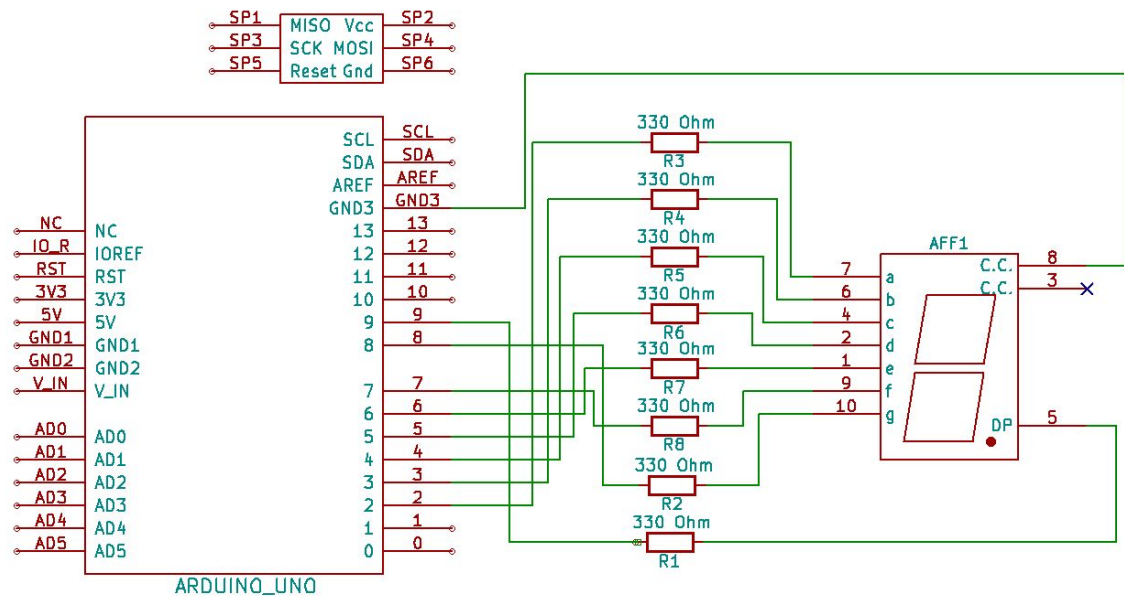 SP1 MISO Vcc SP2
SP3 SCK MOSI SP4
SP5 Reset Gnd SP6
SCL SCL
SDA SDA
AREF AREF
GND3 GND3
NC NC 13 13
IO_R IOREF 12 12
RST RST 11 11
3V3 3V3 10 10
5V 5V 9 9
GND1 GND1 8 8
GND2 GND2
V_IN V_IN 7 7
6 6
AD0 AD0 5 5
AD1 AD1 4 4
AD2 AD2 3 3
AD3 AD3 2 2
AD4 AD4 1 1
AD5 AD5 0 0
ARDUINO_UNO
330 Ohm
R3
330 Ohm
R4
330 Ohm
R5
330 Ohm
R6
330 Ohm
R7
330 Ohm
R8
330 Ohm
R2
330 Ohm
R1
AFF1
C.C. 8
C.C. 3
7 a
6 b
4 c
2 d
1 e
9 f
10 g
DP 5